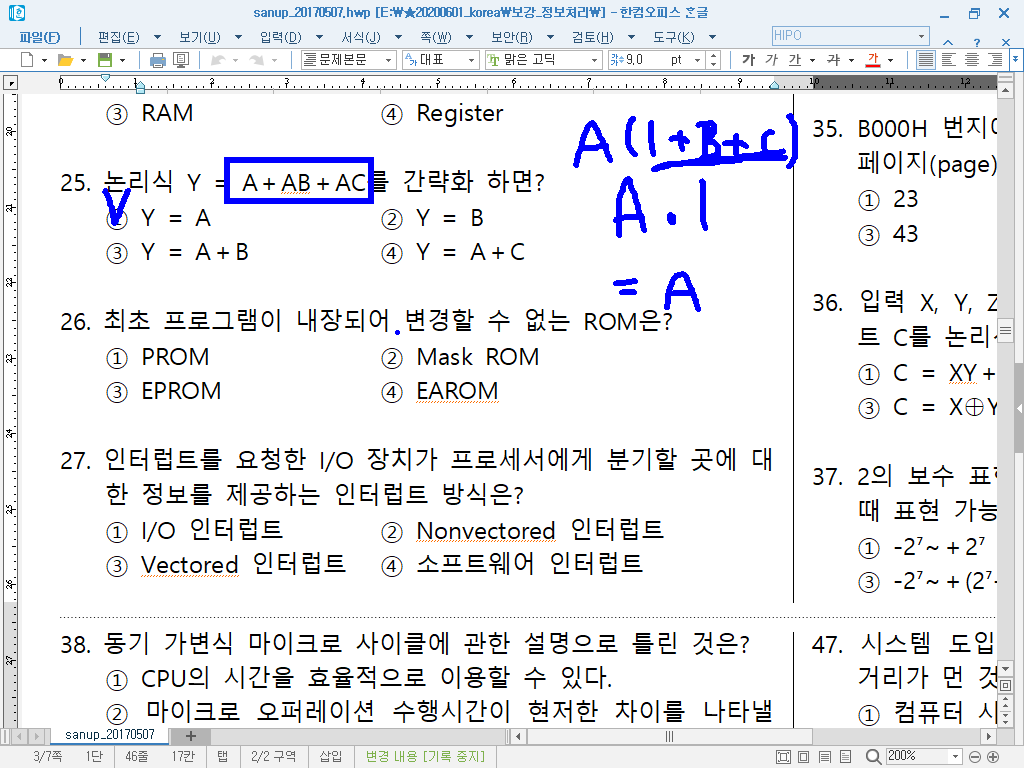 sanup_20170507.hwp [E:₩★20200601_korea₩보강_정보처리₩] - 한컴오피스 한글
파일(F) 편집(E) 보기(U) 입력(D) 서식(J) 쪽(W) 보안(R) 검토(H) 도구(K) HIPO
문제본문 대표 맑은 고딕 9,0 pt 가 가 가 가 가
0 1 2 3 4 5 6 7 8 9 10 11 12
③ RAM ④ Register
25. 논리식 Y = A+AB+AC를 간략화 하면?
① Y = A ② Y = B
③ Y = A+B ④ Y = A+C
A(1+B+C)
A·1
= A
26. 최초 프로그램이 내장되어 변경할 수 없는 ROM은?
① PROM ② Mask ROM
③ EPROM ④ EAROM
27. 인터럽트를 요청한 I/O 장치가 프로세서에게 분기할 곳에 대
한 정보를 제공하는 인터럽트 방식은?
① I/O 인터럽트 ② Nonvectored 인터럽트
③ Vectored 인터럽트 ④ 소프트웨어 인터럽트
35. B000H 번지
페이지(page)
① 23
③ 43
36. 입력 X, Y, Z
트 C를 논리
① C = XY+
③ C = X⊕Y
37. 2의 보수 표
때 표현 가능
① -2⁷~+2⁷
③ -2⁷~+(2⁷-
38. 동기 가변식 마이크로 사이클에 관한 설명으로 틀린 것은?
① CPU의 시간을 효율적으로 이용할 수 있다.
② 마이크로 오퍼레이션 수행시간이 현저한 차이를 나타낼
47. 시스템 도입
거리가 먼 것
① 컴퓨터 시
sanup_20170507
3/7쪽 1단 46줄 17칸 탭 2/2 구역 삽입 변경 내용 [기록 중지] 200%